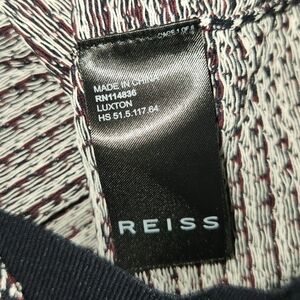 MADE IN CHINA
RN114836
LUXTON
HS 51.5.117.64
REISS